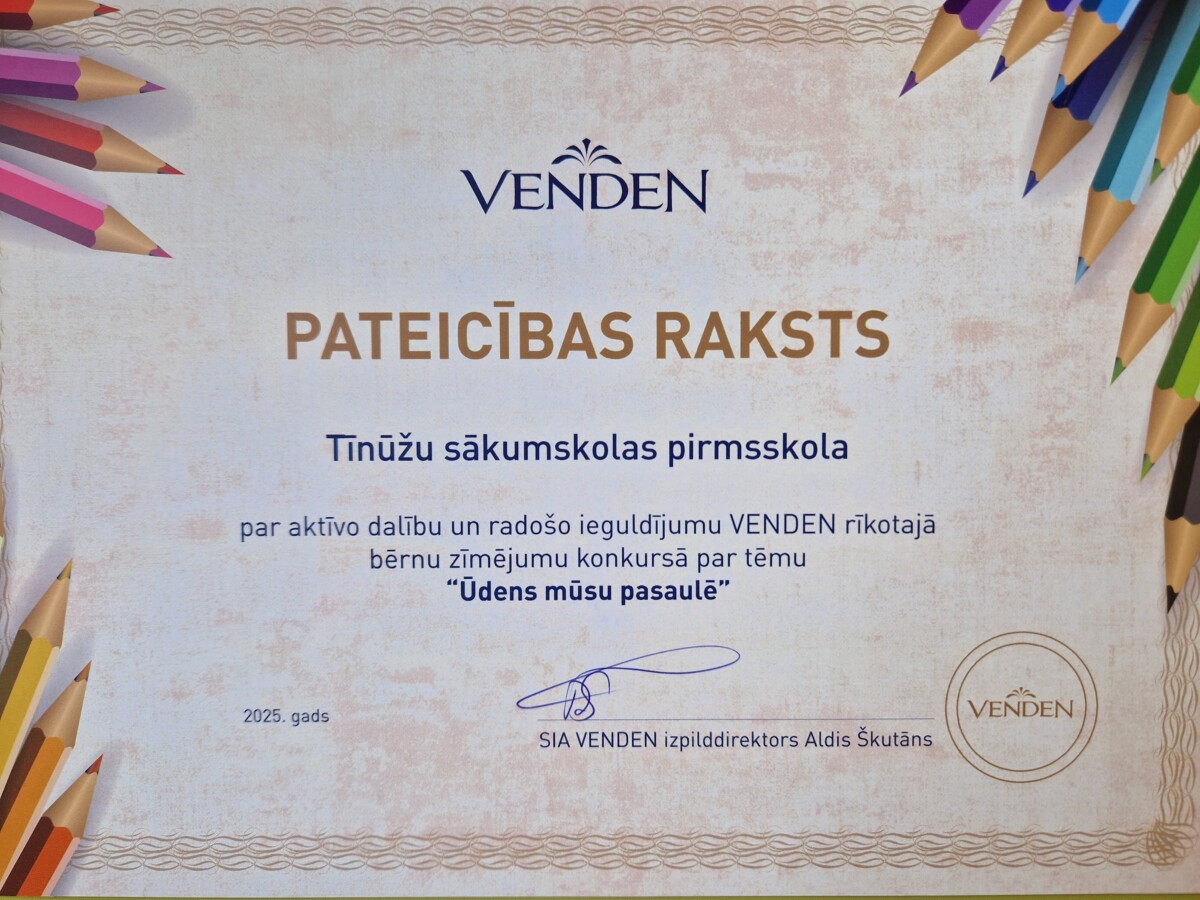 VENDEN
PATEICĪBAS RAKSTS
Tīnūžu sākumskolas pirmsskola
par aktīvo dalību un radošo ieguldījumu VENDEN rīkotajā
bērnu zīmējumu konkursā par tēmu
“Ūdens mūsu pasaulē”
2025. gads
SIA VENDEN izpilddirektors Aldis Škutāns
VENDEN